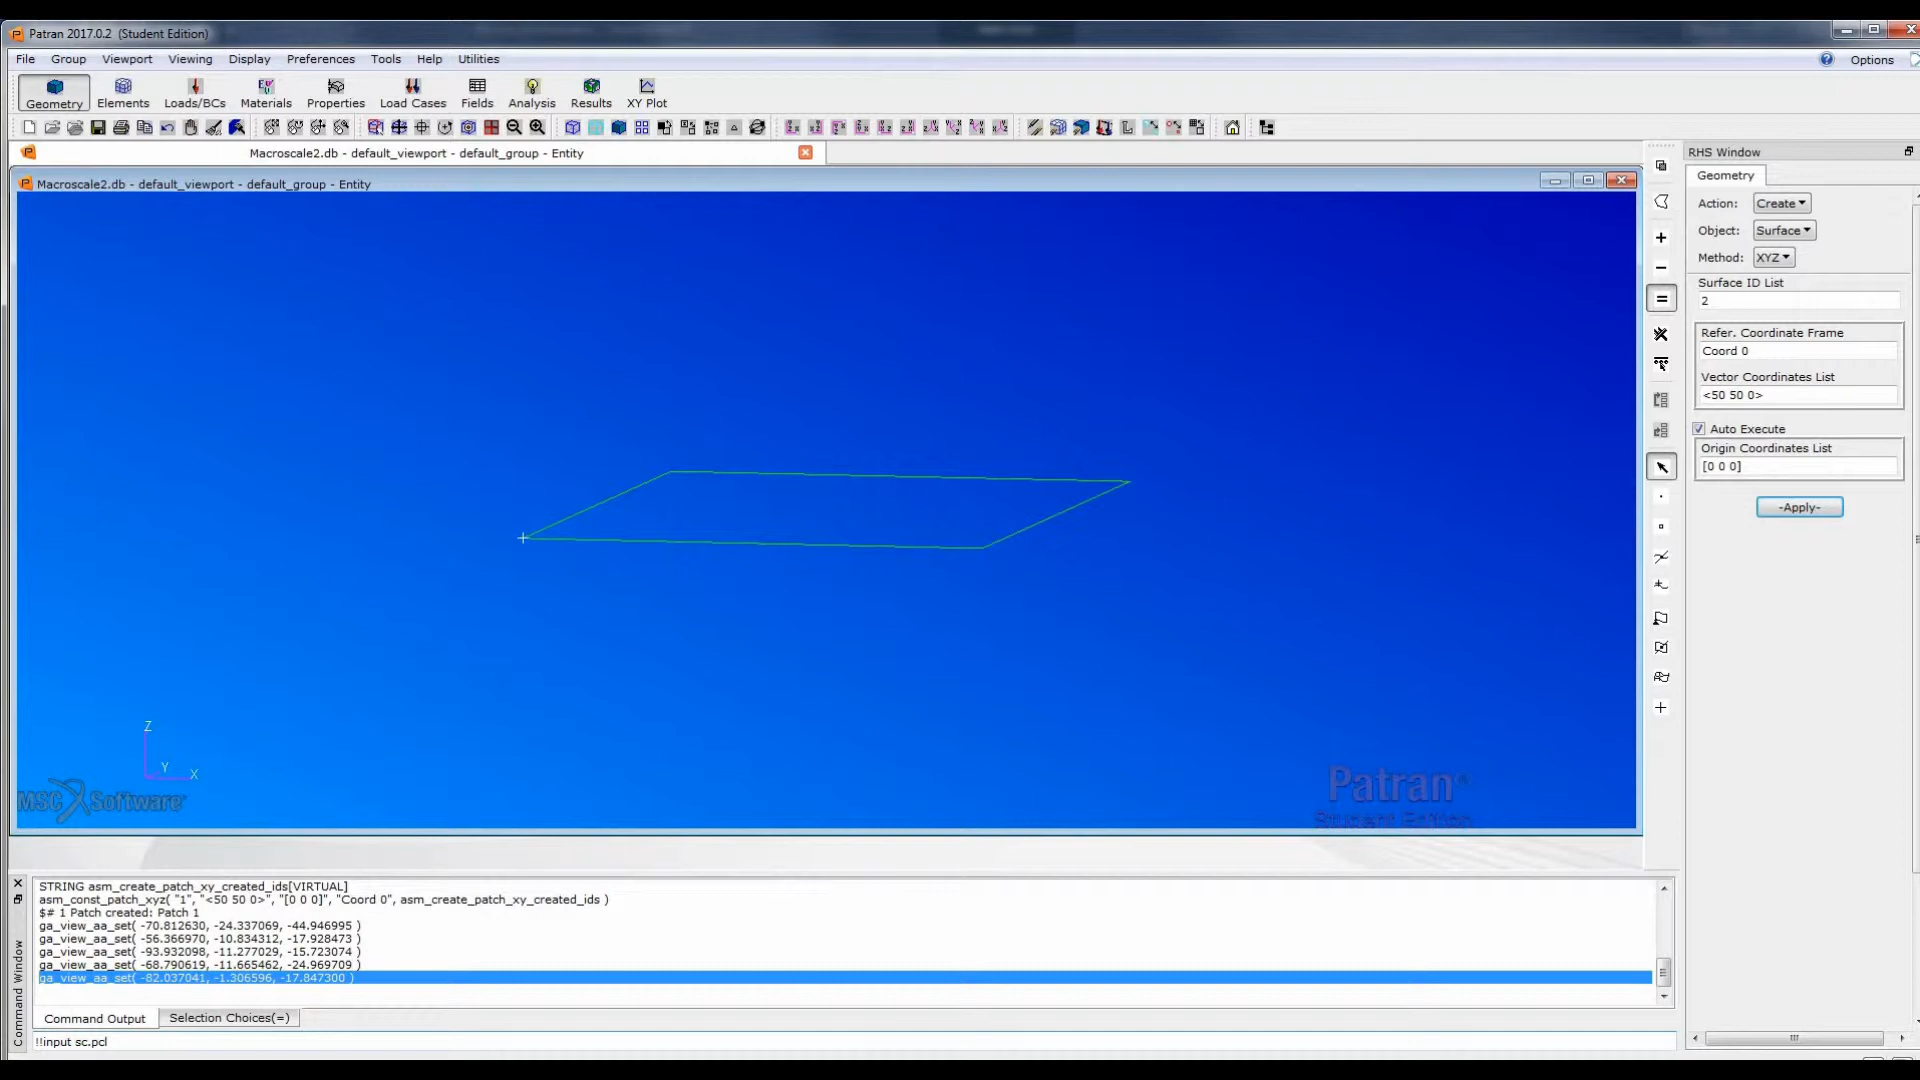 Patran 2017.0.2 (Student Edition)
File Group Viewport Viewing Display Preferences Tools Help Utilities
Options
Geometry Elements Loads/BCs Materials Properties Load Cases Fields Analysis Results XY Plot
Macroscale2.db - default_viewport - default_group - Entity
Macroscale2.db - default_viewport - default_group - Entity
RHS Window
Geometry
Action: Create
Object: Surface
Method: XYZ
Surface ID List
2
Refer. Coordinate Frame
Coord 0
Vector Coordinates List
<50 50 0>
Auto Execute
Origin Coordinates List
[0 0 0]
-Apply-
Z
Y
X
MSC Software
Patran
Student Edition
Command Window
STRING asm_create_patch_xy_created_ids[VIRTUAL]
asm_const_patch_xyz( "1", "<50 50 0>", "[0 0 0]", "Coord 0", asm_create_patch_xy_created_ids )
$# 1 Patch created: Patch 1
ga_view_aa_set( -70.812630, -24.337069, -44.946995 )
ga_view_aa_set( -56.366970, -10.834312, -17.928473 )
ga_view_aa_set( -93.932098, -11.277029, -15.723074 )
ga_view_aa_set( -68.790619, -11.665462, -24.969709 )
ga_view_aa_set( -82.037041, -1.306596, -17.847300 )
Command Output Selection Choices(=)
!!input sc.pcl